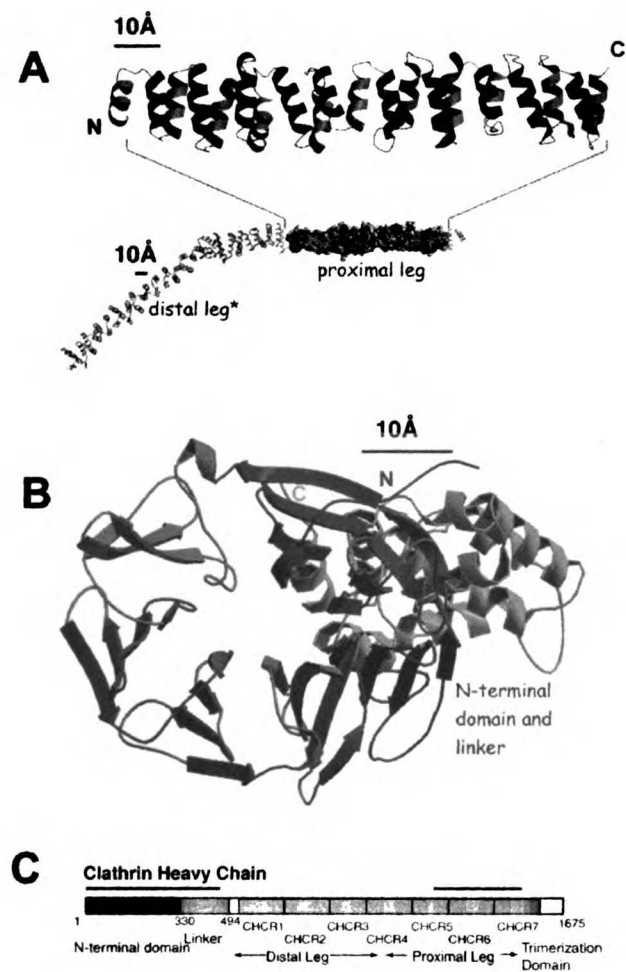 A
10Å
C
N
10Å
proximal leg
distal leg*
B
10Å
N
C
N-terminal
domain and
linker
C
Clathrin Heavy Chain
1 330 494 1675
CHCR1 CHCR3 CHCR5 CHCR7
Linker CHCR2 CHCR4 CHCR6
N-terminal domain Distal Leg Proximal Leg Trimerization
Domain